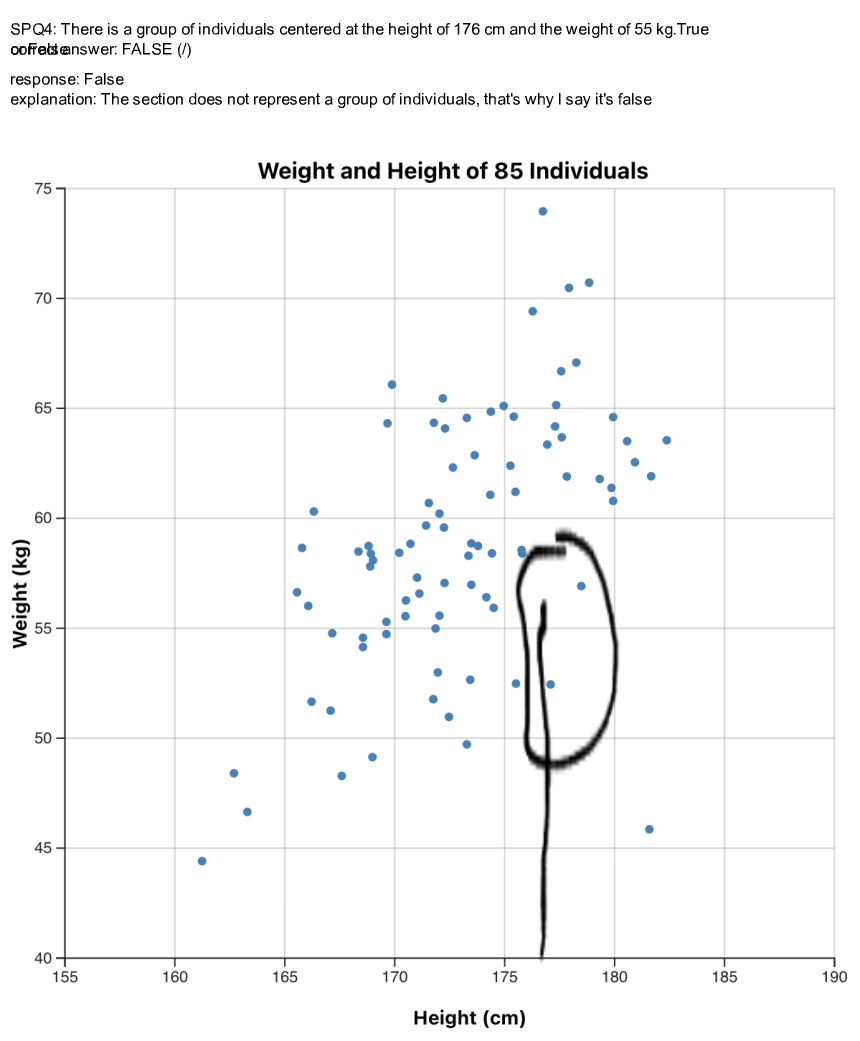 SPQ4: There is a group of individuals centered at the height of 176 cm and the weight of 55 kg.True
answer: FALSE (/)
response: False
explanation: The section does not represent a group of individuals, that's why I say it's false
Weight and Height of 85 Individuals
75
70
65
60
55
50
45
40
Weight (kg)
155 160 165 170 175 180 185 190
Height (cm)